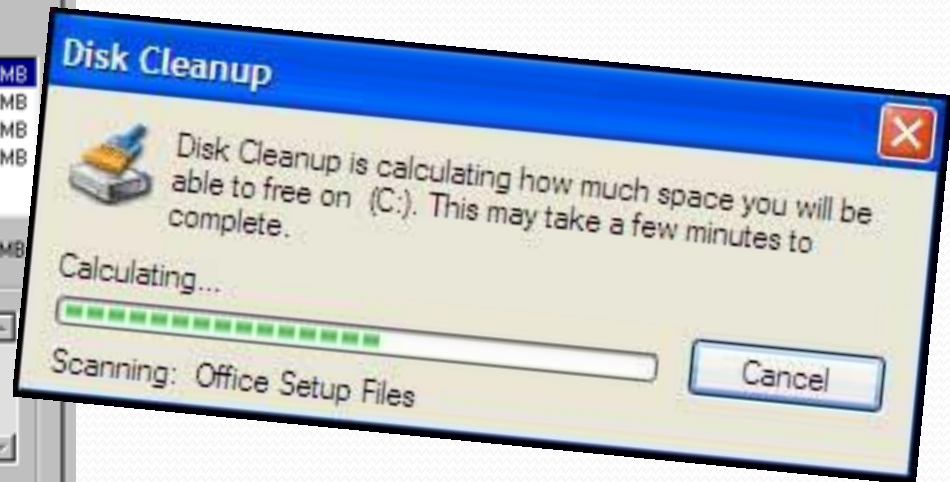 Disk Cleanup
MB
MB
MB
MB
Disk Cleanup is calculating how much space you will be
able to free on (C:). This may take a few minutes to
complete.
MB
Calculating...
Scanning: Office Setup Files
Cancel